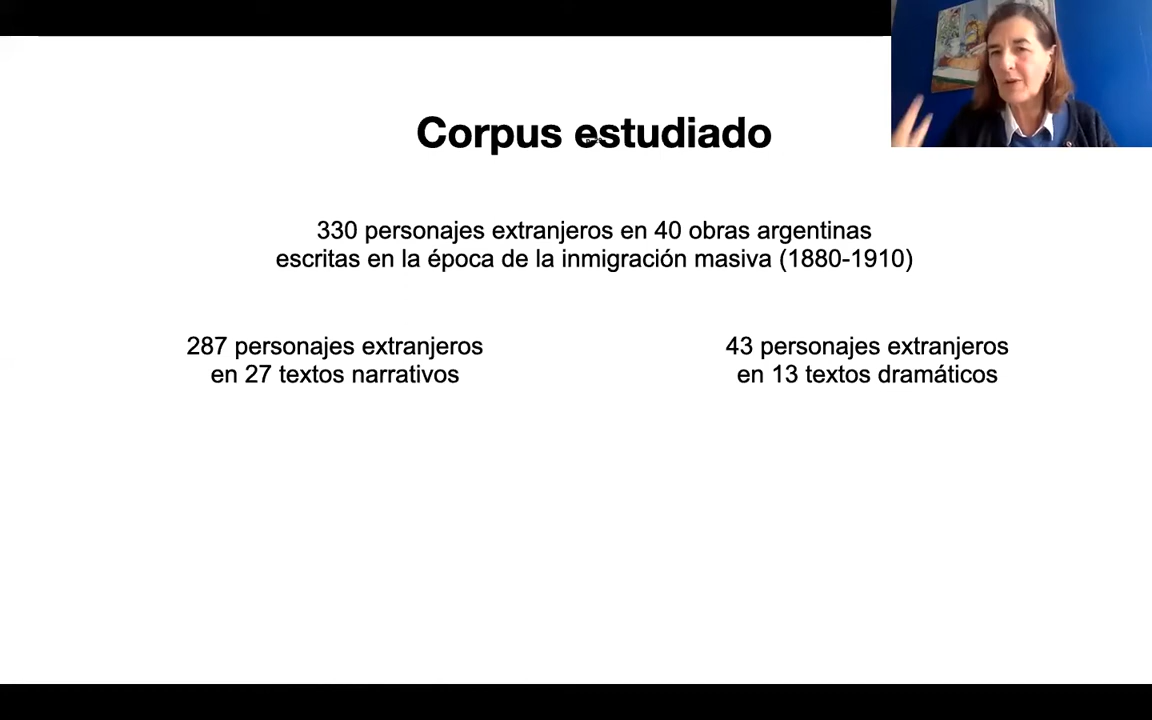 Corpus estudiado
330 personajes extranjeros en 40 obras argentinas
escritas en la época de la inmigración masiva (1880-1910)
287 personajes extranjeros
en 27 textos narrativos
43 personajes extranjeros
en 13 textos dramáticos